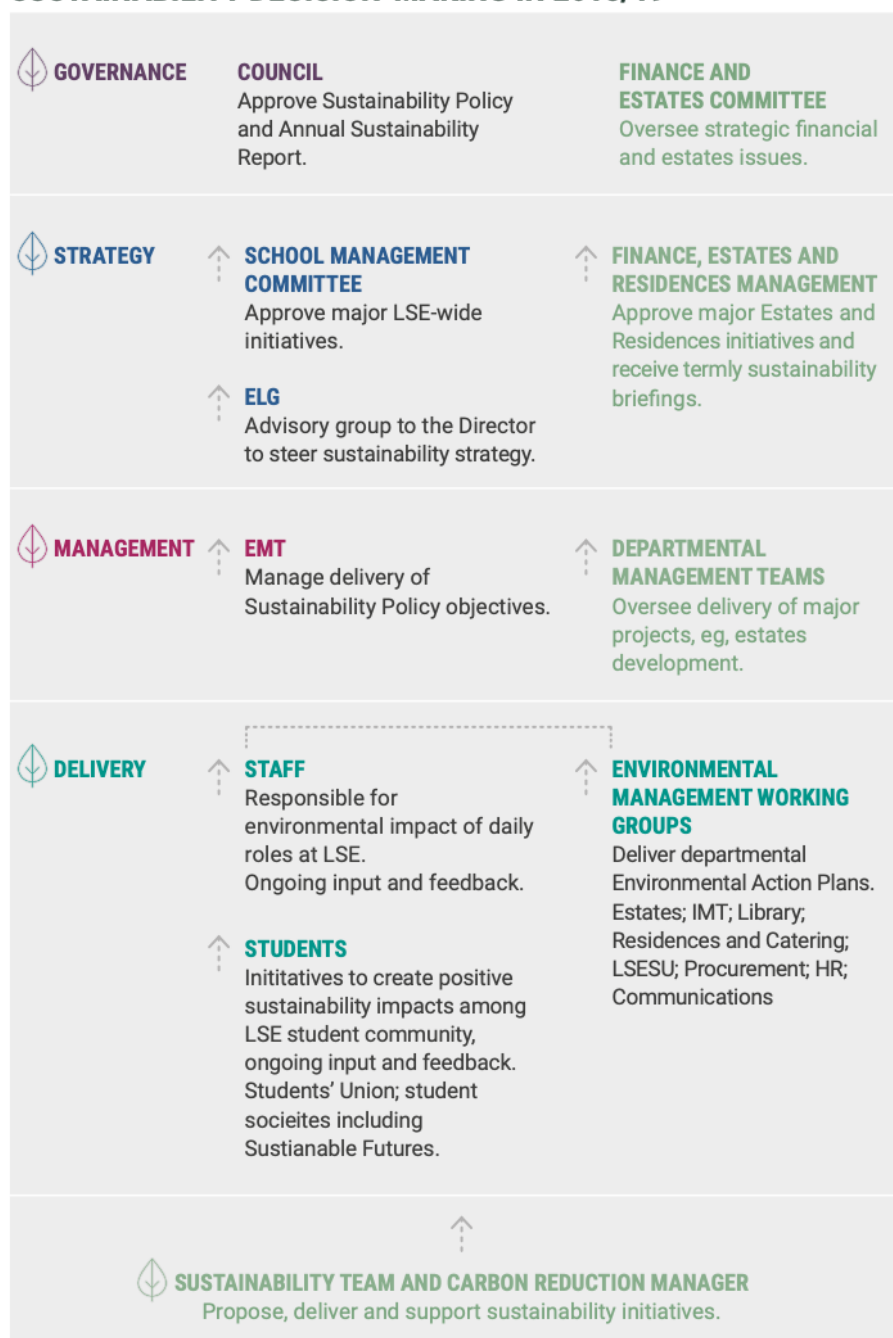 GOVERNANCE
COUNCIL
Approve Sustainability Policy
and Annual Sustainability
Report.
FINANCE AND
ESTATES COMMITTEE
Oversee strategic financial
and estates issues.
STRATEGY
SCHOOL MANAGEMENT
COMMITTEE
Approve major LSE-wide
initiatives.
ELG
Advisory group to the Director
to steer sustainability strategy.
FINANCE, ESTATES AND
RESIDENCES MANAGEMENT
Approve major Estates and
Residences initiatives and
receive termly sustainability
briefings.
MANAGEMENT
EMT
Manage delivery of
Sustainability Policy objectives.
DEPARTMENTAL
MANAGEMENT TEAMS
Oversee delivery of major
projects, eg, estates
development.
DELIVERY
STAFF
Responsible for
environmental impact of daily
roles at LSE.
Ongoing input and feedback.
STUDENTS
Inititatives to create positive
sustainability impacts among
LSE student community,
ongoing input and feedback.
Students’ Union; student
socieites including
Sustianable Futures.
ENVIRONMENTAL
MANAGEMENT WORKING
GROUPS
Deliver departmental
Environmental Action Plans.
Estates; IMT; Library;
Residences and Catering;
LSESU; Procurement; HR;
Communications
SUSTAINABILITY TEAM AND CARBON REDUCTION MANAGER
Propose, deliver and support sustainability initiatives.